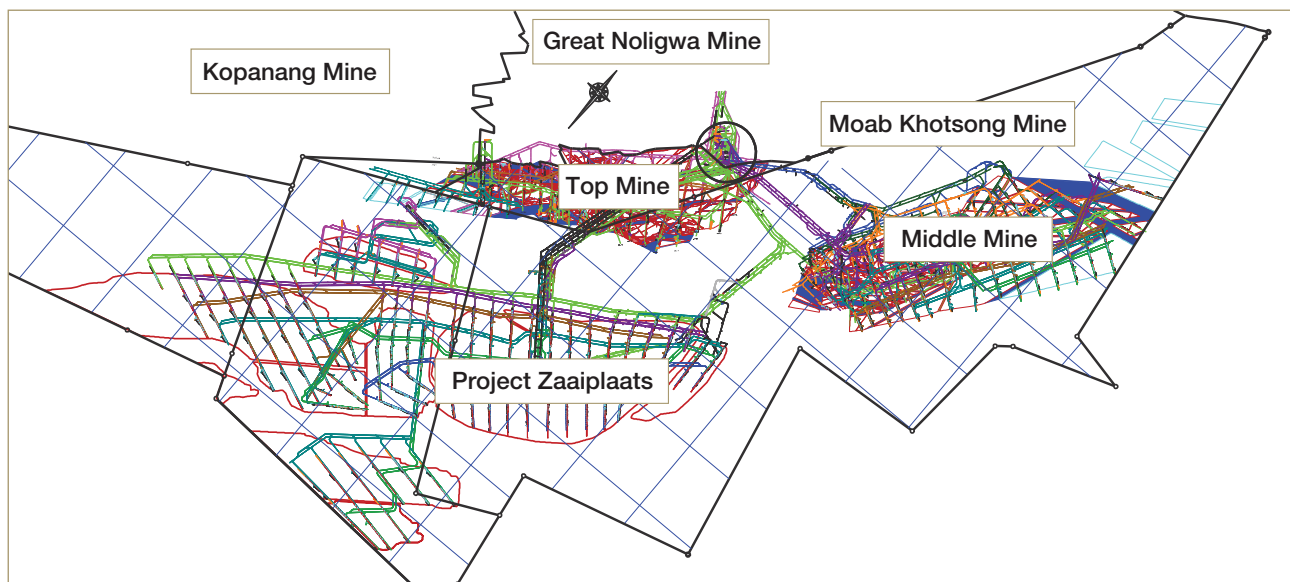 Great Noligwa Mine
Kopanang Mine
Moab Khotsong Mine
Top Mine
Middle Mine
Project Zaaiplaats